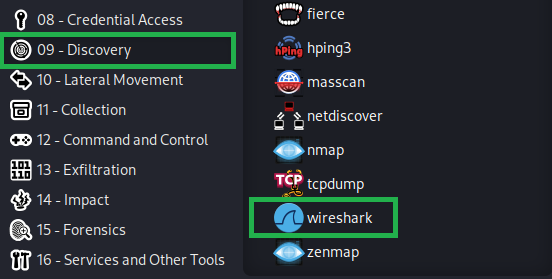 08 - Credential Access
09 - Discovery
10 - Lateral Movement
11 - Collection
12 - Command and Control
13 - Exfiltration
14 - Impact
15 - Forensics
16 - Services and Other Tools
fierce
hPing
hping3
masscan
netdiscover
nmap
TCP
tcpdump
wireshark
zenmap